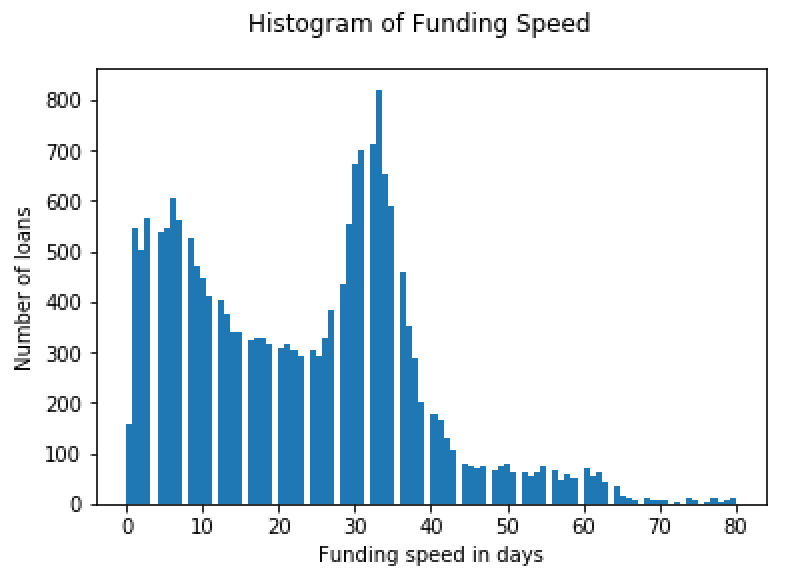 Histogram of Funding Speed
800
700
600
500
400
300
200
100
0
Number of loans
0 10 20 30 40 50 60 70 80
Funding speed in days